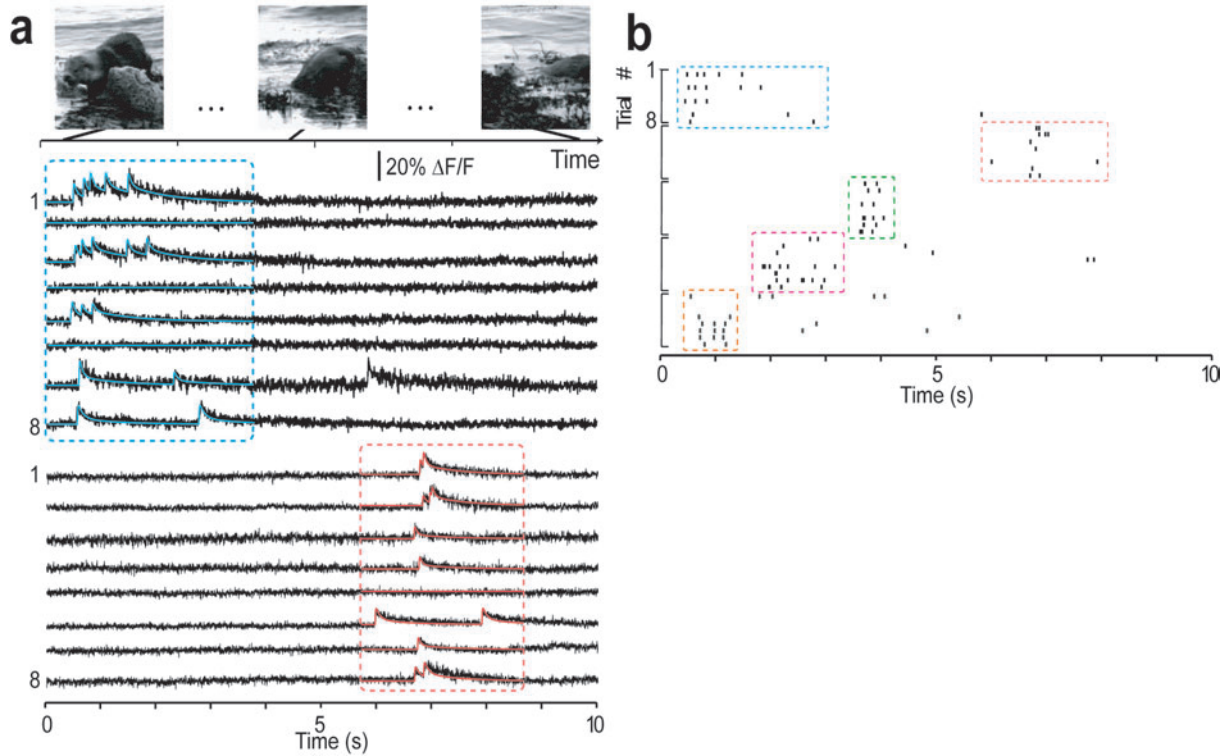 a
... ...
Time
20% ΔF/F
1
8
1
8
0 5 10
Time (s)
b
Trial #
1
8
0 5 10
Time (s)